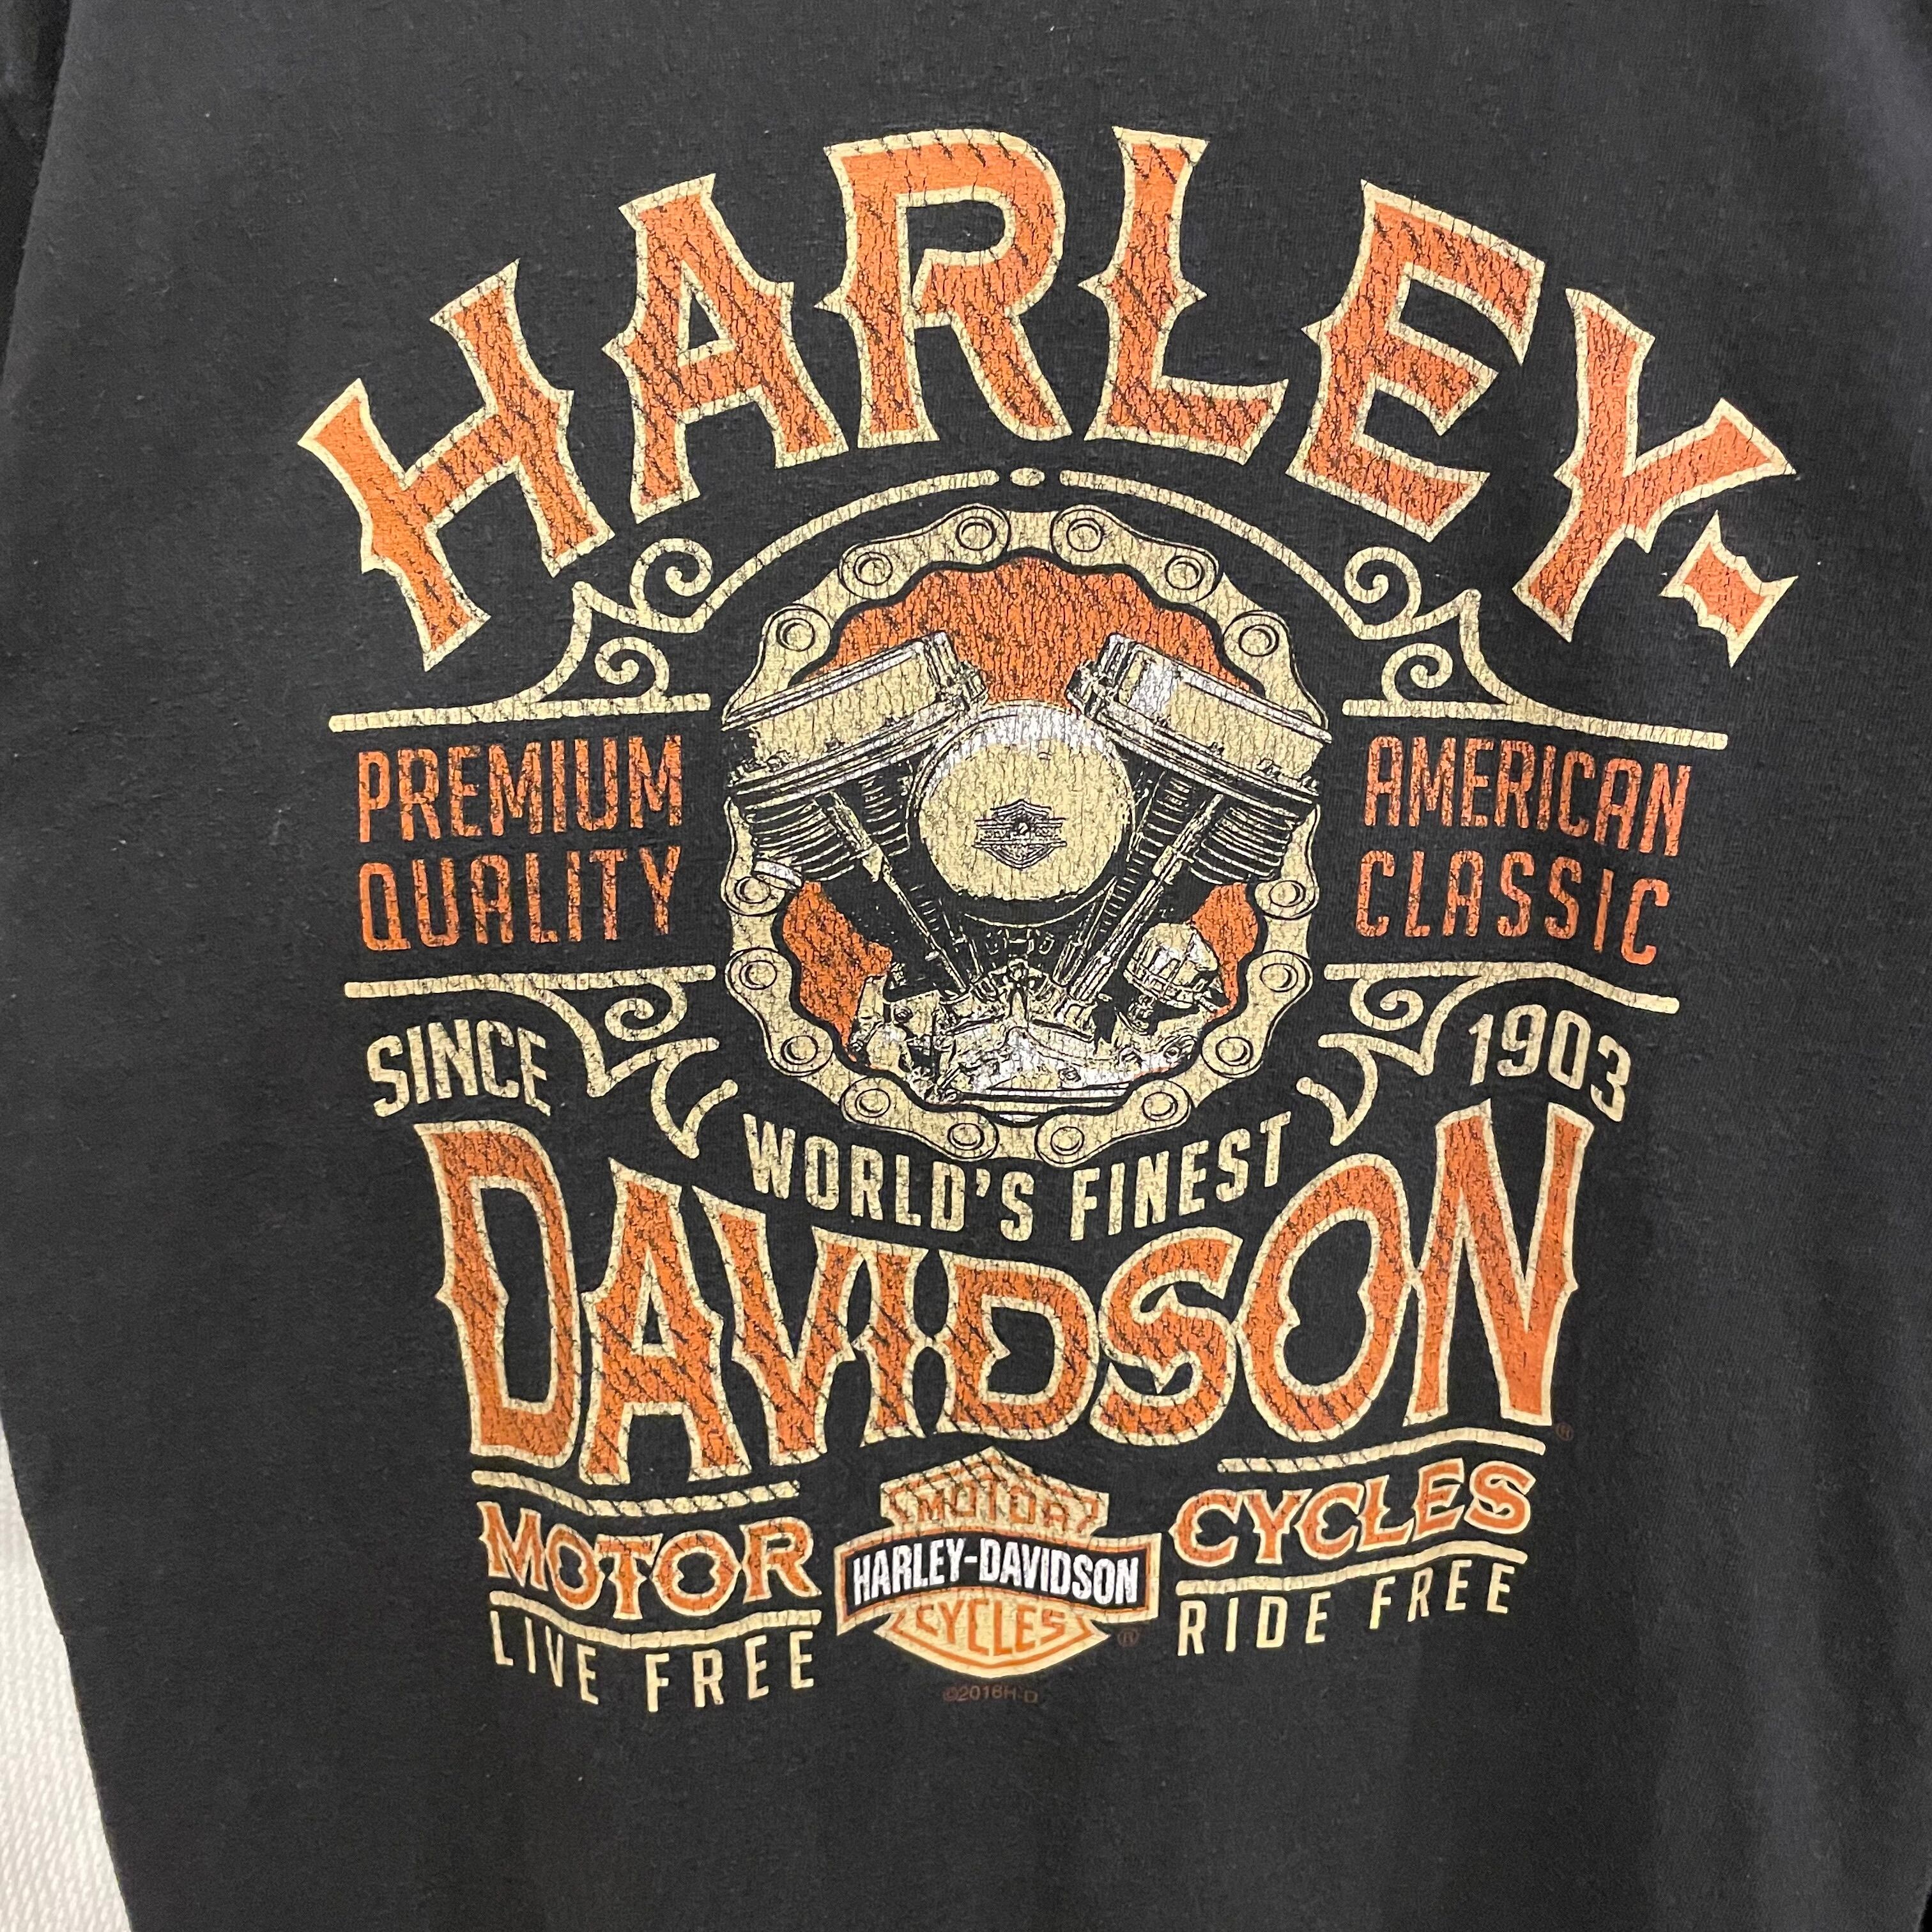 HARLEY-
PREMIUM
QUALITY
AMERICAN
CLASSIC
SINCE
1903
WORLD'S FINEST
DAVIDSON
®
MOTOR
CYCLES
LIVE FREE
RIDE FREE
MOTOR
HARLEY-DAVIDSON
CYCLES
®
©2016H-D